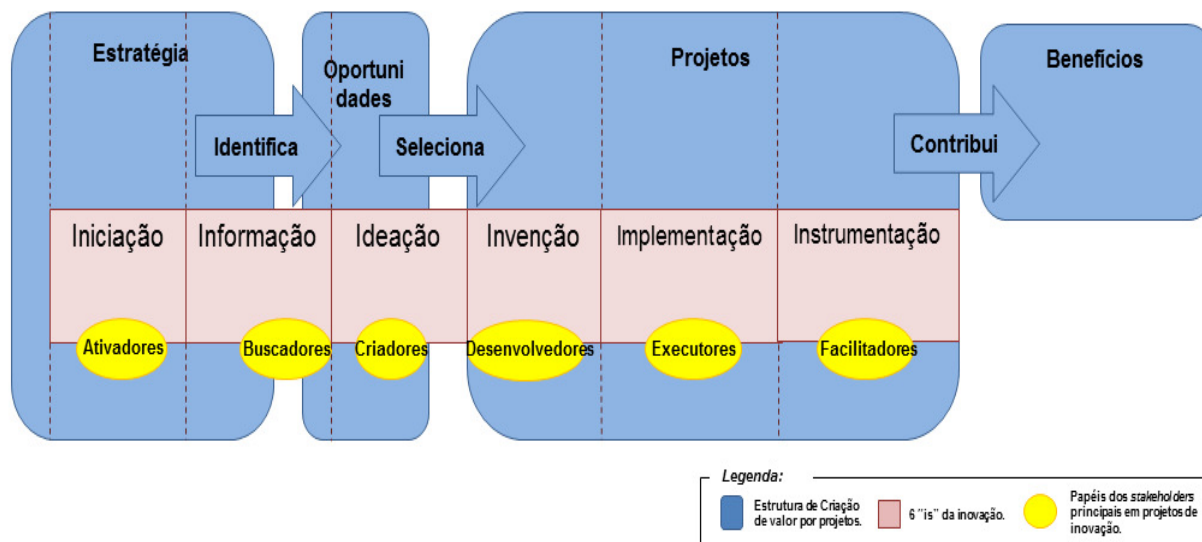 Estratégia
Oportuni
dades
Projetos
Benefícios
Identifica
Seleciona
Contribui
Iniciação
Informação
Ideação
Invenção
Implementação
Instrumentação
Ativadores
Buscadores
Criadores
Desenvolvedores
Executores
Facilitadores
Legenda:
Estrutura de Criação
de valor por projetos.
6 "is" da inovação.
Papéis dos stakeholders
principais em projetos de
inovação.